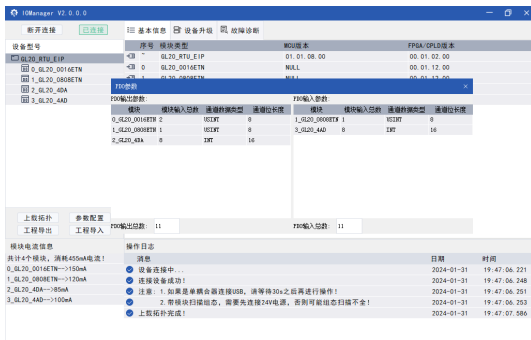 IOManager V2.0.0.0
断开连接 已连接 基本信息 设备升级 故障诊断
设备型号
GL20_RTU_EIP
0_GL20_0016ETN
1_GL20_0808ETN
2_GL20_4DA
3_GL20_4AD
序号 模块类型 MCU版本 FPGA/CPLD版本
GL20_RTU_EIP 01.01.08.00 00.01.02.00
0 GL20_0016ETN NULL 00.01.12.00
1 GL20_0808ETN NULL 00.01.12.00
PDO参数
PDO输出参数: PDO输入参数:
模块 模块输入总数 通道数据类型 通道位长度 模块 模块输入总数 通道数据类型 通道位长度
0_GL20_0016ETN 2 USINT 8 1_GL20_0808ETN 1 USINT 8
1_GL20_0808ETN 1 USINT 8 3_GL20_4AD 8 INT 16
2_GL20_4DA 8 INT 16
PDO输出总数: 11 PDO输入总数: 11
上载拓扑 参数配置
工程导出 工程导入
模块电流信息
共计4个模块，消耗455mA电流！
0_GL20_0016ETN-->150mA
1_GL20_0808ETN-->120mA
2_GL20_4DA-->85mA
3_GL20_4AD-->100mA
操作日志
消息 日期 时间
设备连接中... 2024-01-31 19:47:06.221
连接设备成功！ 2024-01-31 19:47:06.248
注意: 1.如果是单耦合器连接USB，请等待30s之后再进行操作！ 2024-01-31 19:47:06.251
2.带模块扫描组态，需要先连接24V电源，否则可能组态扫描不全！ 2024-01-31 19:47:06.253
上载拓扑完成！ 2024-01-31 19:47:07.586